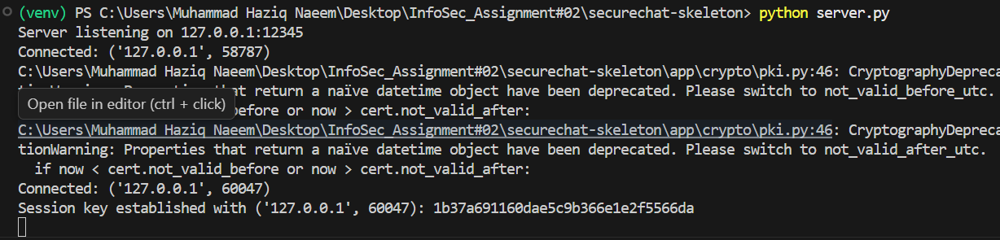 (venv) PS C:\Users\Muhammad Haziq Naeem\Desktop\InfoSec_Assignment#02\securechat-skeleton> python server.py
Server listening on 127.0.0.1:12345
Connected: ('127.0.0.1', 58787)
C:\Users\Muhammad Haziq Naeem\Desktop\InfoSec_Assignment#02\securechat-skeleton\app\crypto\pki.py:46: CryptographyDepreca
that return a naïve datetime object have been deprecated. Please switch to not_valid_before_utc.
Open file in editor (ctrl + click)
before or now > cert.not_valid_after:
C:\Users\Muhammad Haziq Naeem\Desktop\InfoSec_Assignment#02\securechat-skeleton\app\crypto\pki.py:46: CryptographyDepreca
tionWarning: Properties that return a naïve datetime object have been deprecated. Please switch to not_valid_after_utc.
if now < cert.not_valid_before or now > cert.not_valid_after:
Connected: ('127.0.0.1', 60047)
Session key established with ('127.0.0.1', 60047): 1b37a691160dae5c9b366e1e2f5566da